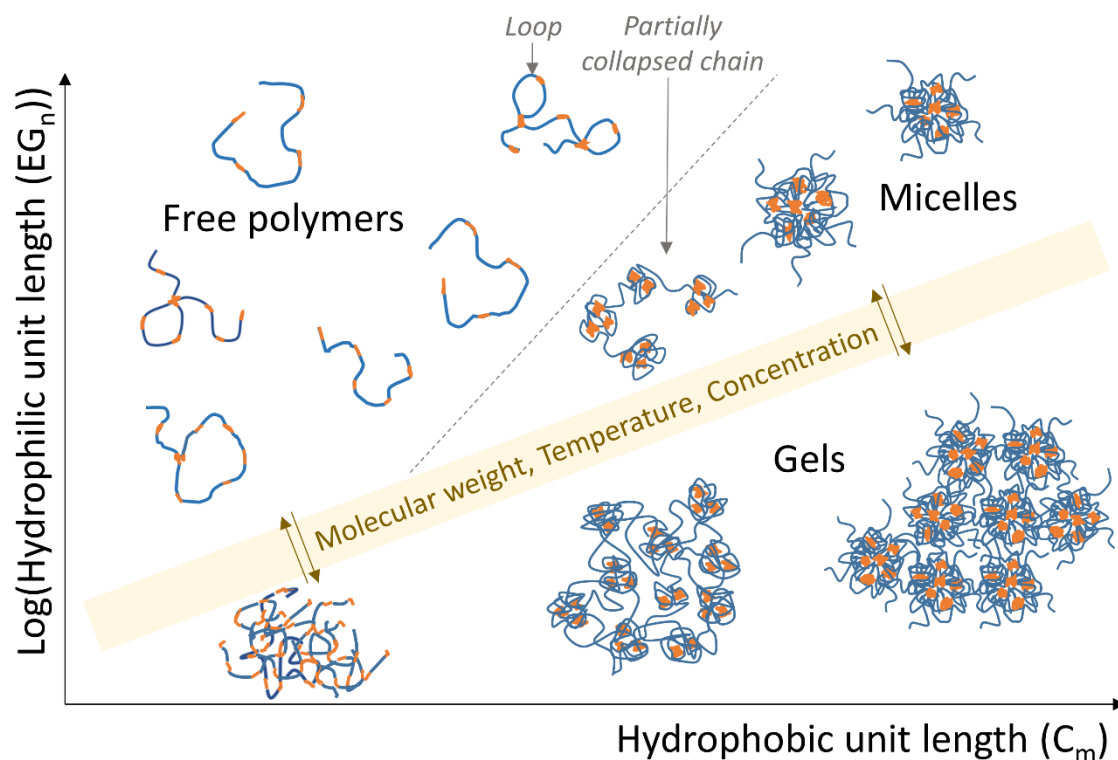 Loop
Partially
collapsed chain
Log(Hydrophilic unit length (EGₙ))
Free polymers
Micelles
Molecular weight, Temperature, Concentration
Gels
Hydrophobic unit length (Cₘ)